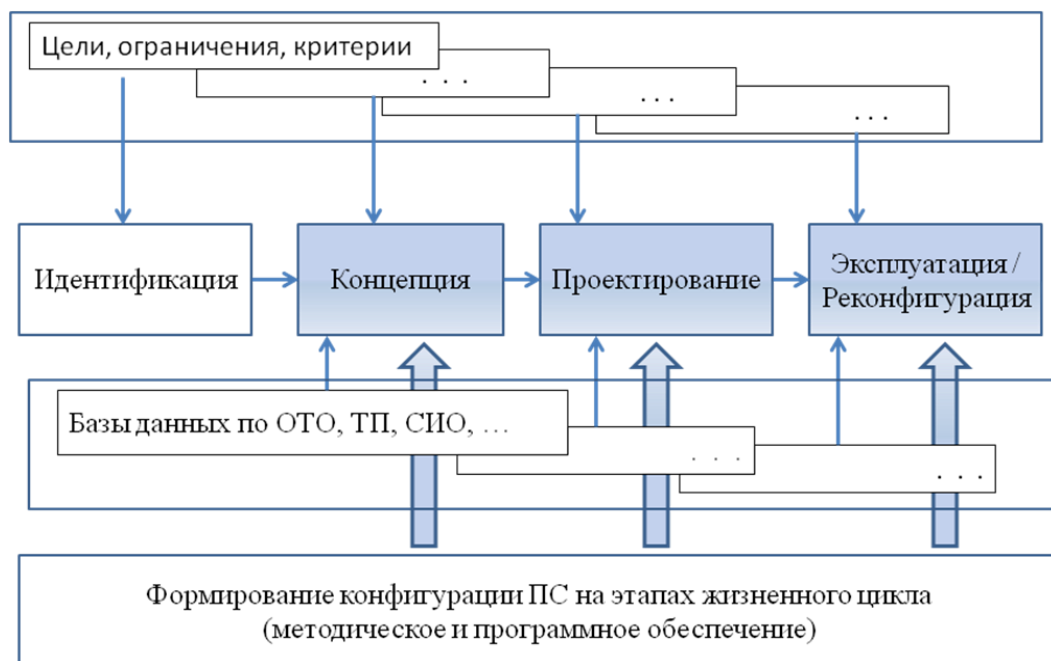 Цели, ограничения, критерии
. . .
. . .
. . .
Идентификация
Концепция
Проектирование
Эксплуатация /
Реконфигурация
Базы данных по ОТО, ТП, СИО, …
. . .
. . .
Формирование конфигурации ПС на этапах жизненного цикла
(методическое и программное обеспечение)